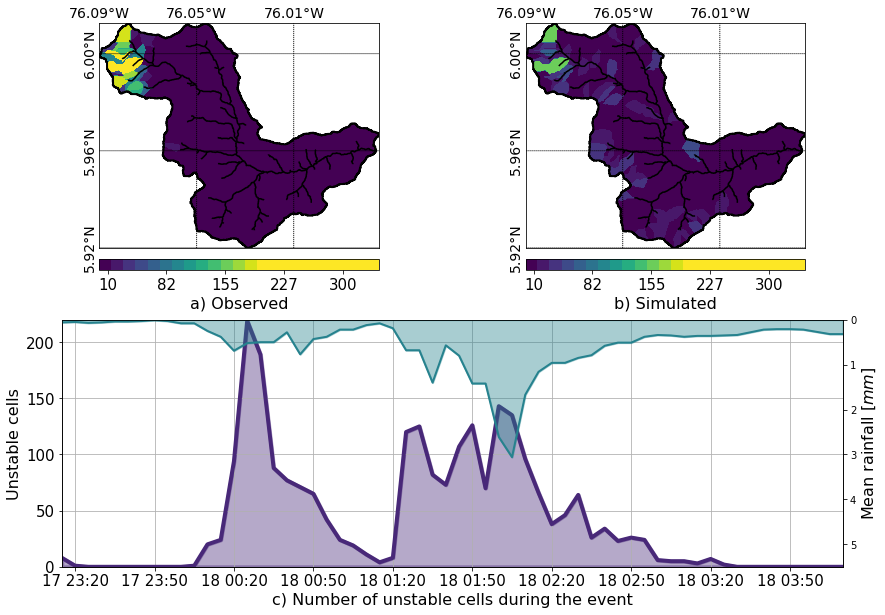 76.09°W 76.05°W 76.01°W 76.09°W 76.05°W 76.01°W
6.00°N 6.00°N
5.96°N 5.96°N
5.92°N 5.92°N
10 82 155 227 300 10 82 155 227 300
a) Observed b) Simulated
Unstable cells
200
150
100
50
0
0
1
2
3
4
5
Mean rainfall [mm]
17 23:20 17 23:50 18 00:20 18 00:50 18 01:20 18 01:50 18 02:20 18 02:50 18 03:20 18 03:50
c) Number of unstable cells during the event